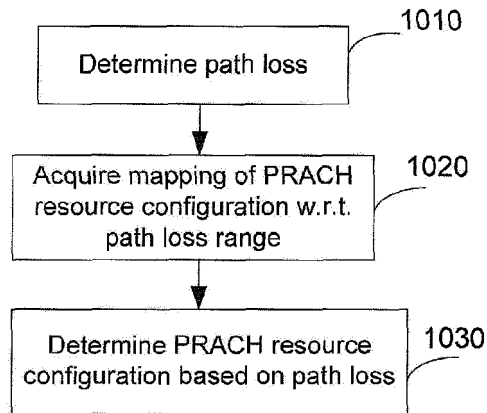 1010
Determine path loss
1020
Acquire mapping of PRACH
resource configuration w.r.t.
path loss range
1030
Determine PRACH resource
configuration based on path loss